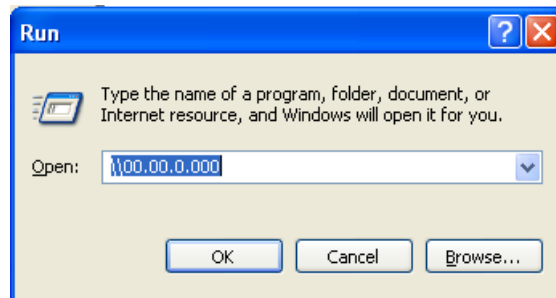 Run
Type the name of a program, folder, document, or
Internet resource, and Windows will open it for you.
Open: \\00.00.0.000
OK Cancel Browse...